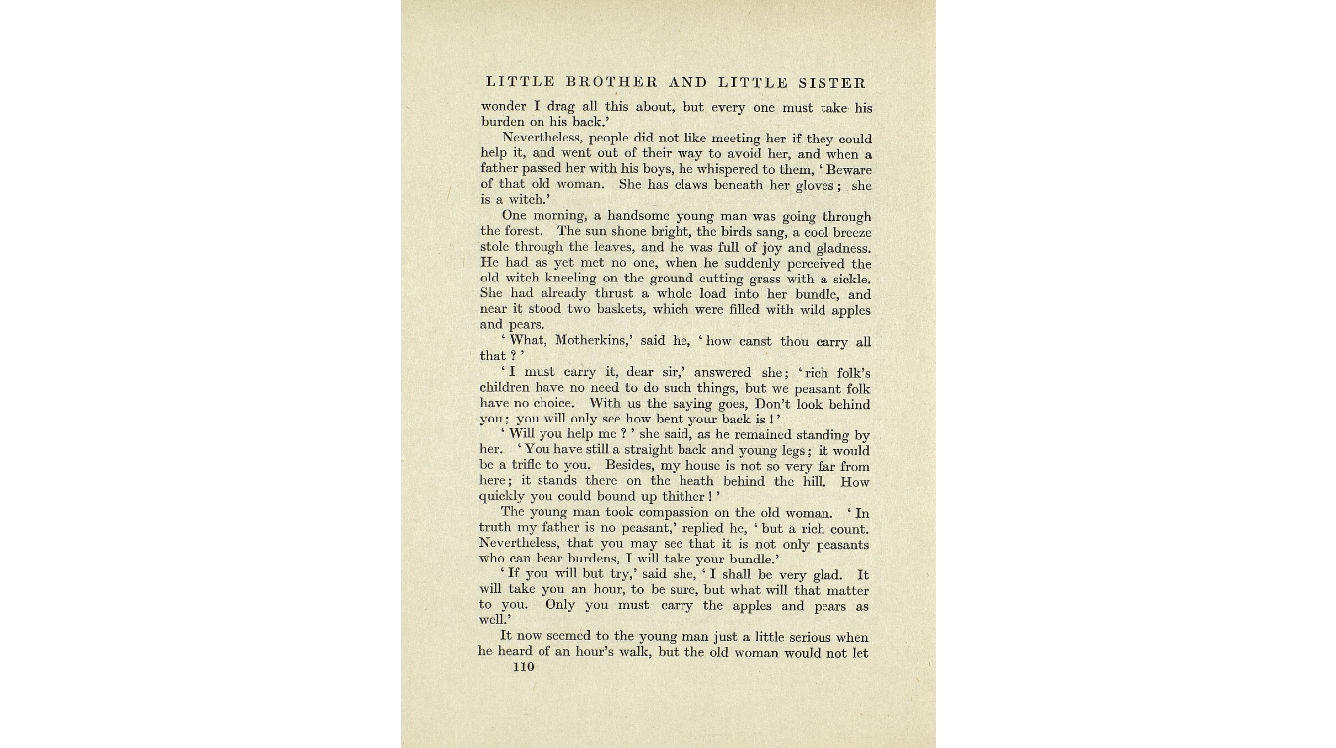 LITTLE BROTHER AND LITTLE SISTER
wonder I drag all this about, but every one must take his
burden on his back.’
Nevertheless, people did not like meeting her if they could
help it, and went out of their way to avoid her, and when a
father passed her with his boys, he whispered to them, ‘Beware
of that old woman. She has claws beneath her gloves; she
is a witch.’
One morning, a handsome young man was going through
the forest. The sun shone bright, the birds sang, a cool breeze
stole through the leaves, and he was full of joy and gladness.
He had as yet met no one, when he suddenly perceived the
old witch kneeling on the ground cutting grass with a sickle.
She had already thrust a whole load into her bundle, and
near it stood two baskets, which were filled with wild apples
and pears.
‘What, Motherkins,’ said he, ‘how canst thou carry all
that?’
‘I must carry it, dear sir,’ answered she; ‘rich folk’s
children have no need to do such things, but we peasant folk
have no choice. With us the saying goes, Don’t look behind
you; you will only see how bent your back is!’
‘Will you help me?’ she said, as he remained standing by
her. ‘You have still a straight back and young legs; it would
be a trifle to you. Besides, my house is not so very far from
here; it stands there on the heath behind the hill. How
quickly you could bound up thither!’
The young man took compassion on the old woman. ‘In
truth my father is no peasant,’ replied he, ‘but a rich count.
Nevertheless, that you may see that it is not only peasants
who can bear burdens, I will take your bundle.’
‘If you will but try,’ said she, ‘I shall be very glad. It
will take you an hour, to be sure, but what will that matter
to you. Only you must carry the apples and pears as
well.’
It now seemed to the young man just a little serious when
he heard of an hour’s walk, but the old woman would not let
110